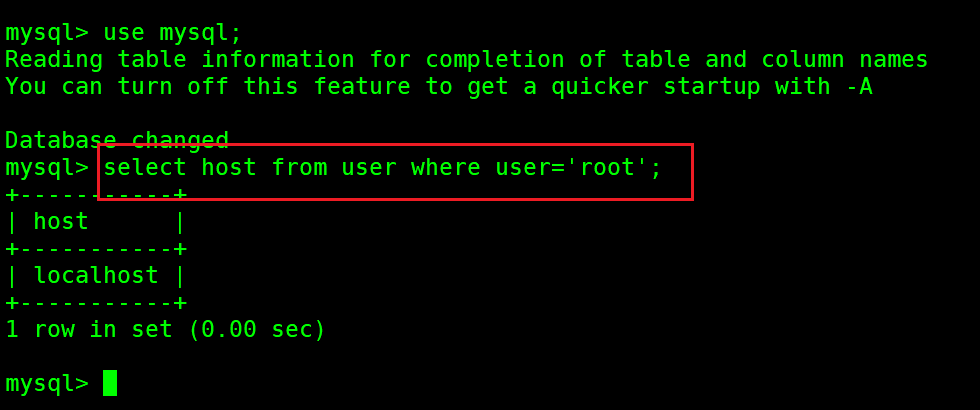 mysql> use mysql;
Reading table information for completion of table and column names
You can turn off this feature to get a quicker startup with -A
Database changed
mysql> select host from user where user='root';
+-----------+
| host      |
+-----------+
| localhost |
+-----------+
1 row in set (0.00 sec)
mysql>